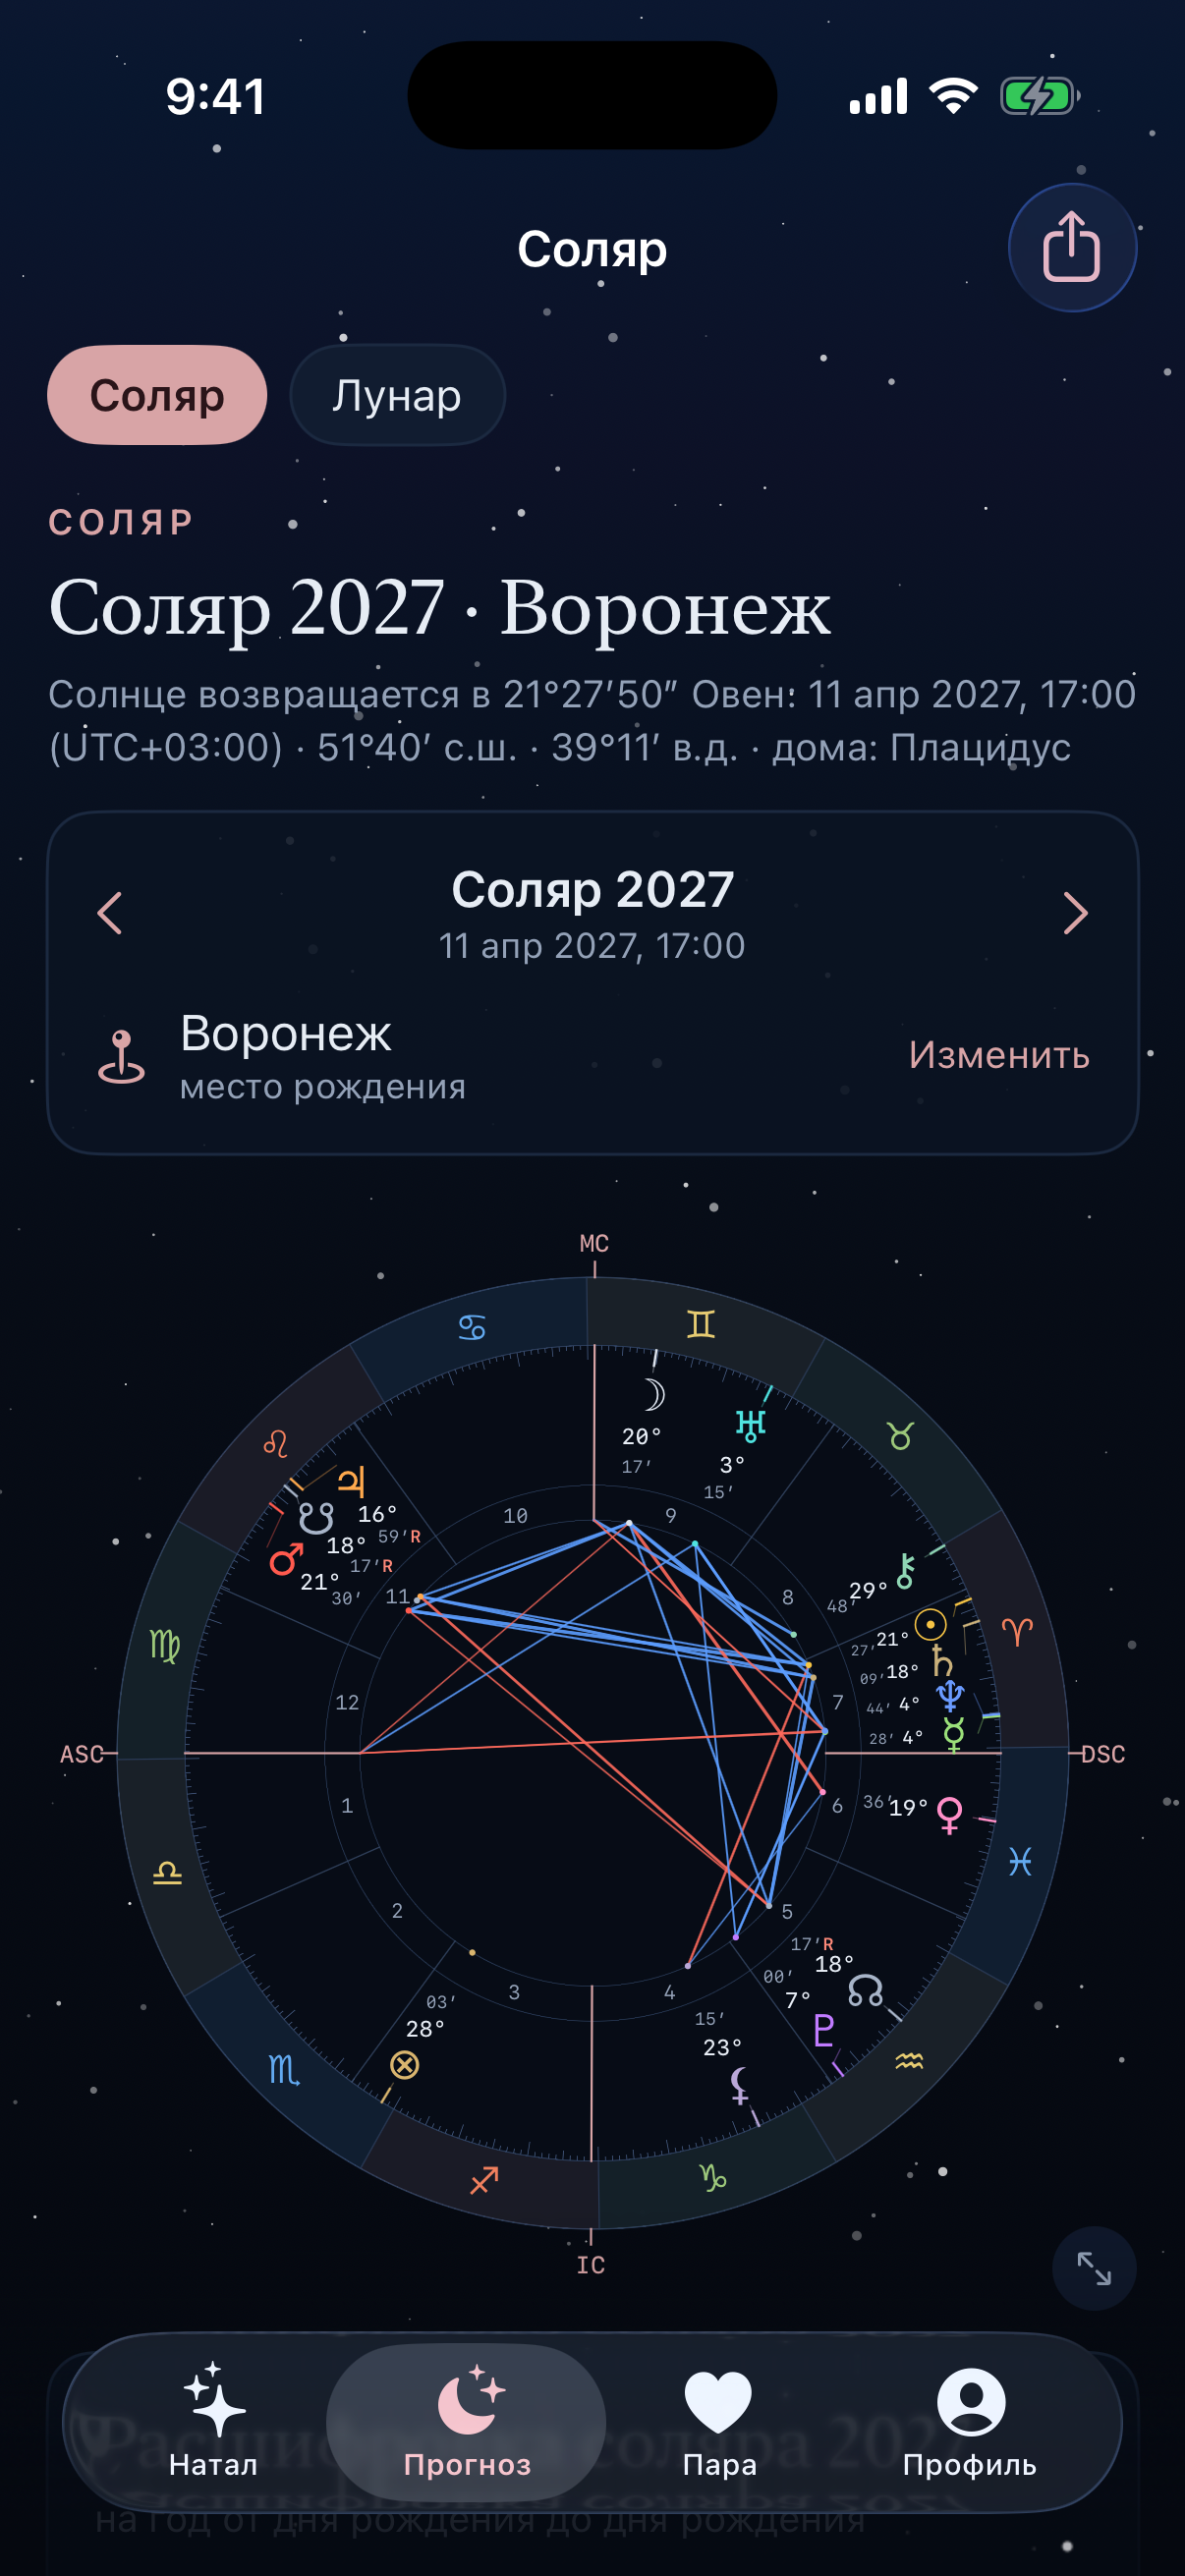 9:41
Соляр
Соляр
Лунар
СОЛЯР
Соляр 2027 · Воронеж
Солнце возвращается в 21°27′50″ Овен: 11 апр 2027, 17:00
(UTC+03:00) · 51°40′ с.ш. · 39°11′ в.д. · дома: Плацидус
Соляр 2027
11 апр 2027, 17:00
Воронеж
место рождения
Изменить
MC
20°
17′
3°
15′
10
9
16°
59′R
18°
17′R
21°
30′
11
8
29°
48′
21°
27′
18°
09′
4°
44′
4°
28′
12
7
ASC
DSC
1
6
19°
36′
2
5
17′R
18°
00′
7°
3
4
03′
28°
15′
23°
IC
Натал
Прогноз
Пара
Профиль
на год от дня рождения до дня рождения